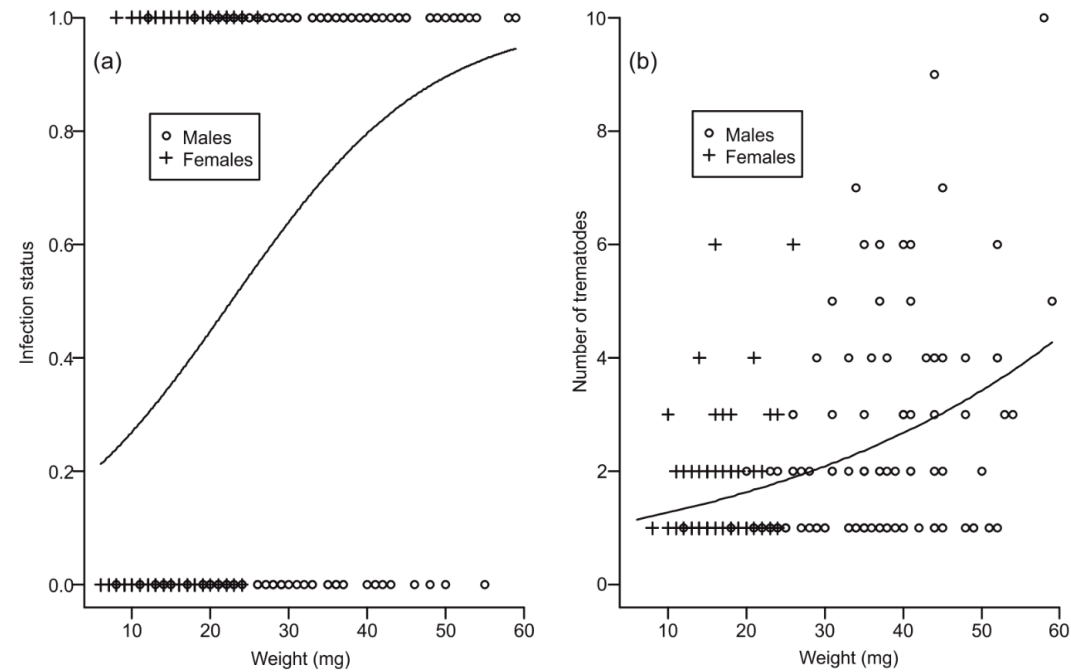 (a)
Males
Females
1.0
0.8
0.6
0.4
0.2
0.0
Infection status
10 20 30 40 50 60
Weight (mg)
(b)
Males
Females
10
8
6
4
2
0
Number of trematodes
10 20 30 40 50 60
Weight (mg)